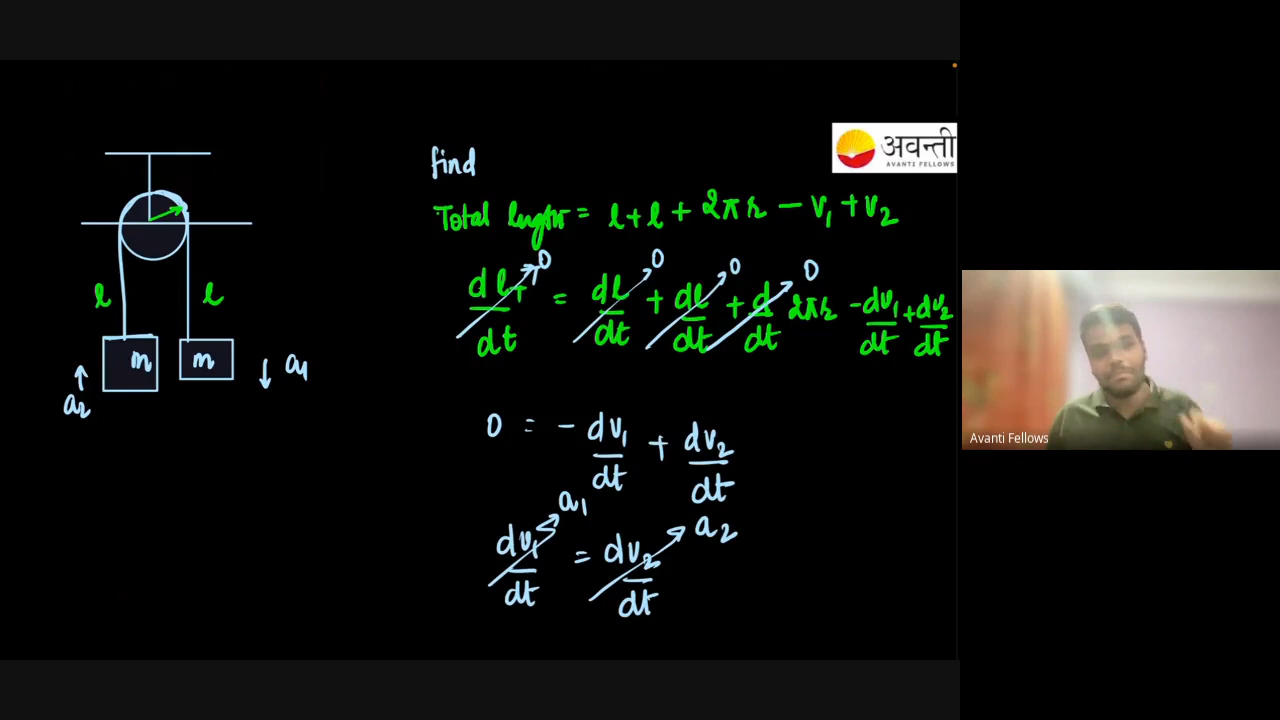 find
अवन्ती
AVANTI FELLOWS
Total length = l + l + 2πr − v₁ + v₂
dl_T/dt → 0 = dl/dt → 0 + dl/dt → 0 + d/dt → 0 2πr − dv₁/dt + dv₂/dt
l l
m m
a₂ ↑ ↓ a₁
0 = − dv₁/dt + dv₂/dt
dv₁/dt → a₁ = dv₂/dt → a₂
Avanti Fellows